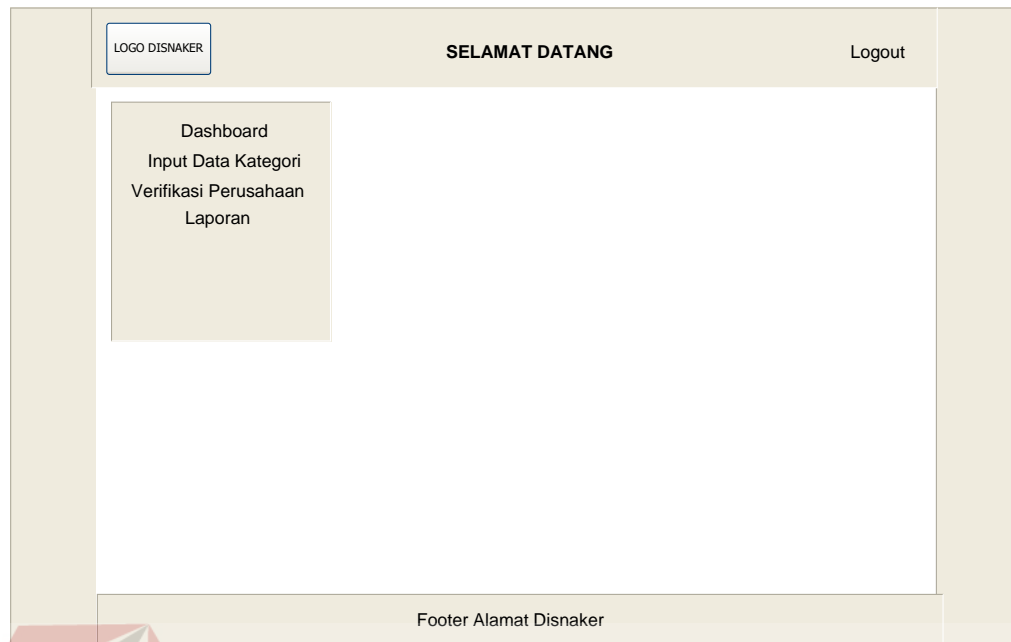 LOGO DISNAKER
SELAMAT DATANG
Logout
Dashboard
Input Data Kategori
Verifikasi Perusahaan
Laporan
Footer Alamat Disnaker